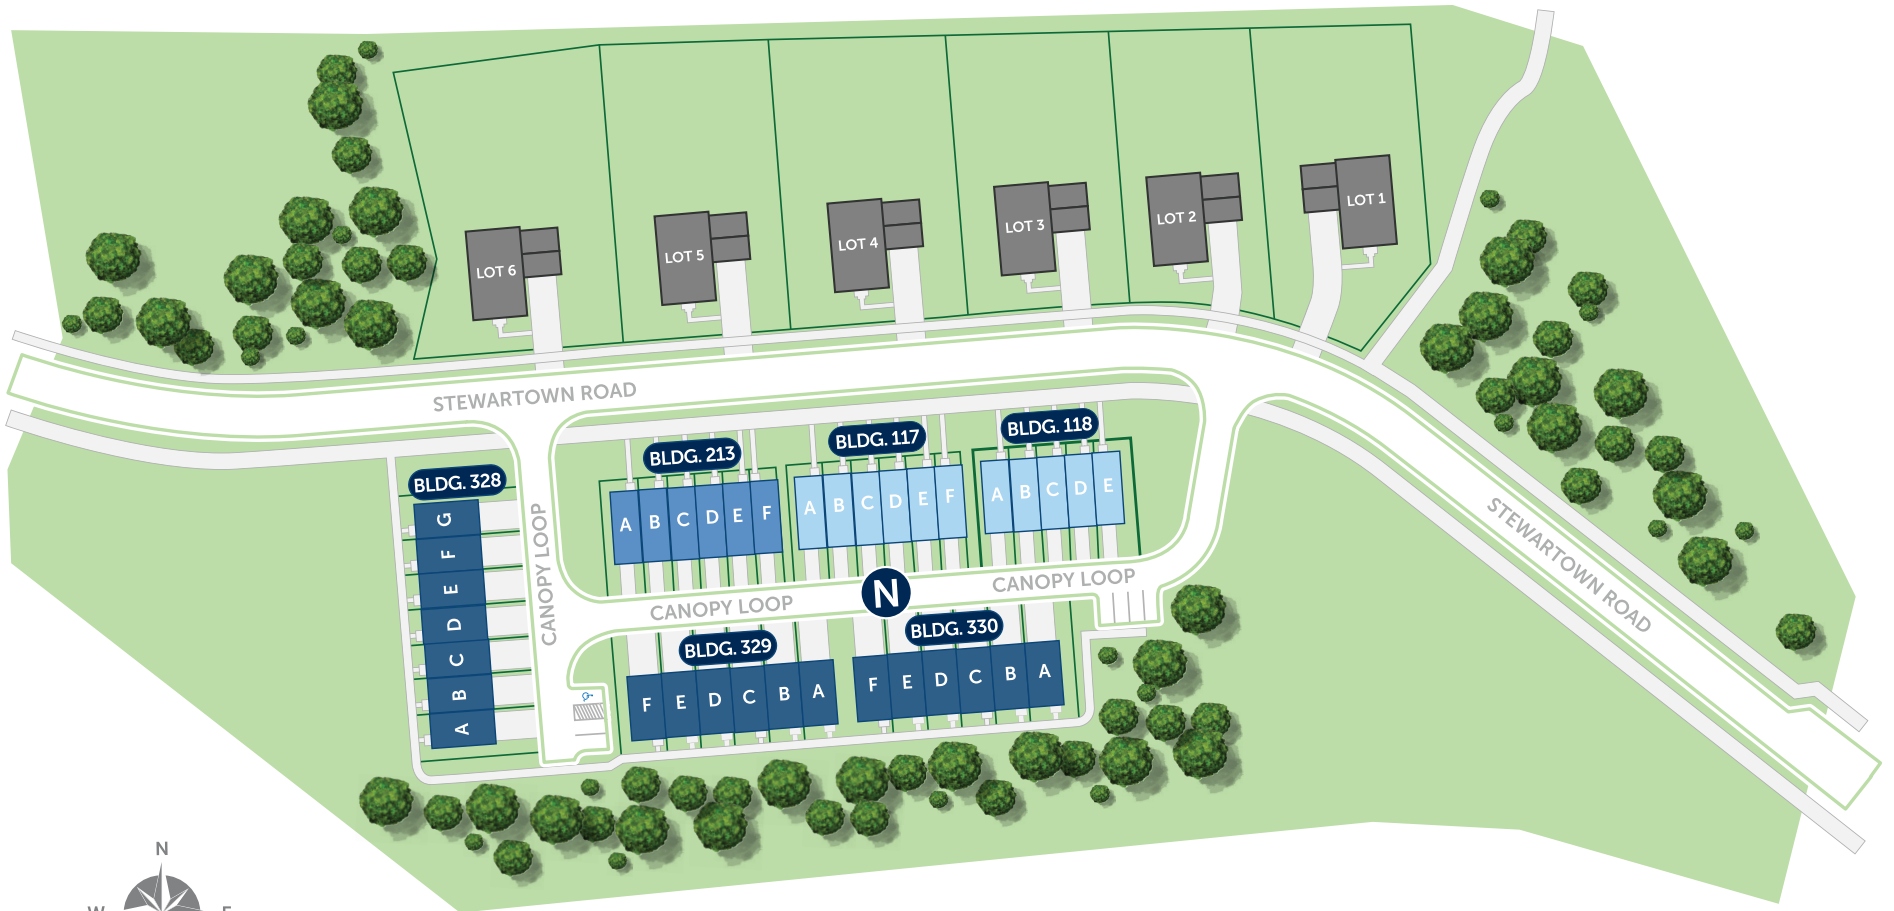 LOT 6
LOT 5
LOT 4
LOT 3
LOT 2
LOT 1
STEWARTOWN ROAD
BLDG. 213
BLDG. 117
BLDG. 118
BLDG. 328
A B C D E F
A B C D E F
A B C D E
G
F
E
D
C
B
A
CANOPY LOOP
STEWARTOWN ROAD
CANOPY LOOP
N
CANOPY LOOP
BLDG. 329
BLDG. 330
F E D C B A
F E D C B A
N
W E